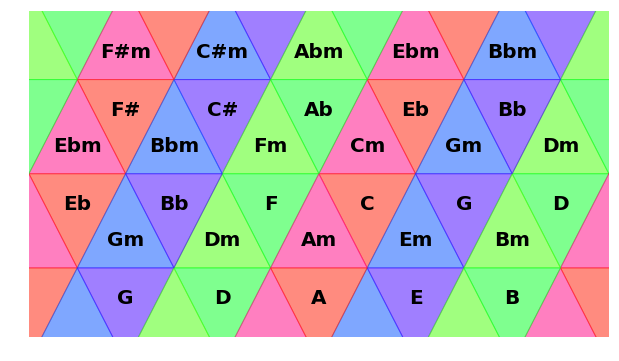 F#m C#m Abm Ebm Bbm
F# C# Ab Eb Bb
Ebm Bbm Fm Cm Gm Dm
Eb Bb F C G D
Gm Dm Am Em Bm
G D A E B